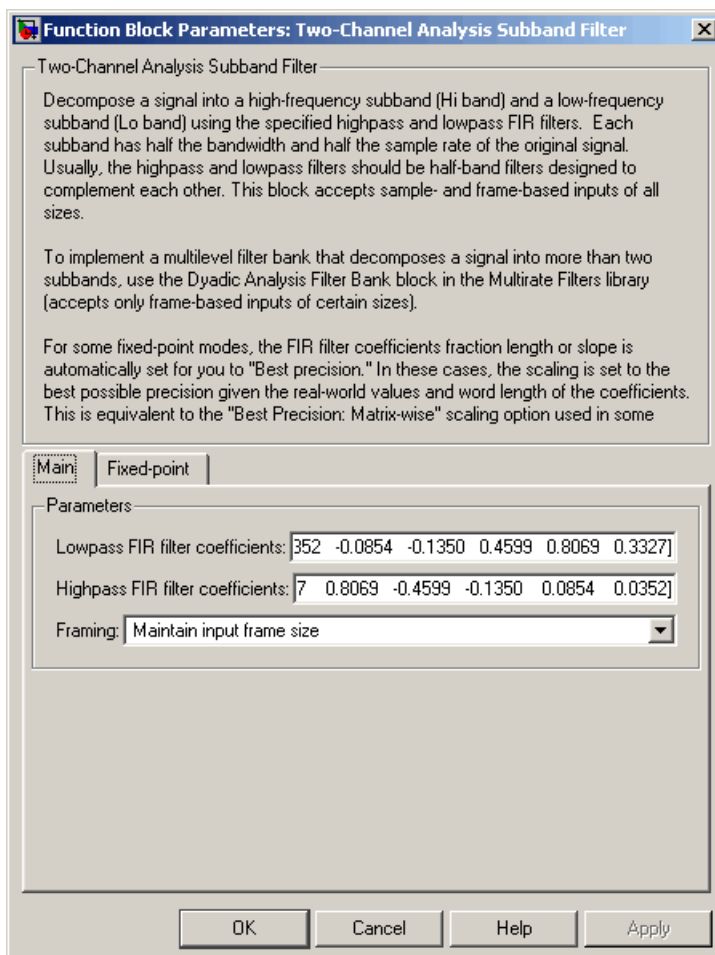 Function Block Parameters: Two-Channel Analysis Subband Filter
Two-Channel Analysis Subband Filter
Decompose a signal into a high-frequency subband (Hi band) and a low-frequency
subband (Lo band) using the specified highpass and lowpass FIR filters.  Each
subband has half the bandwidth and half the sample rate of the original signal.
Usually, the highpass and lowpass filters should be half-band filters designed to
complement each other. This block accepts sample- and frame-based inputs of all
sizes.
To implement a multilevel filter bank that decomposes a signal into more than two
subbands, use the Dyadic Analysis Filter Bank block in the Multirate Filters library
(accepts only frame-based inputs of certain sizes).
For some fixed-point modes, the FIR filter coefficients fraction length or slope is
automatically set for you to "Best precision." In these cases, the scaling is set to the
best possible precision given the real-world values and word length of the coefficients.
This is equivalent to the "Best Precision: Matrix-wise" scaling option used in some
Main Fixed-point
Parameters
Lowpass FIR filter coefficients: 352 -0.0854 -0.1350 0.4599 0.8069 0.3327]
Highpass FIR filter coefficients: 7 0.8069 -0.4599 -0.1350 0.0854 0.0352]
Framing: Maintain input frame size
OK Cancel Help Apply